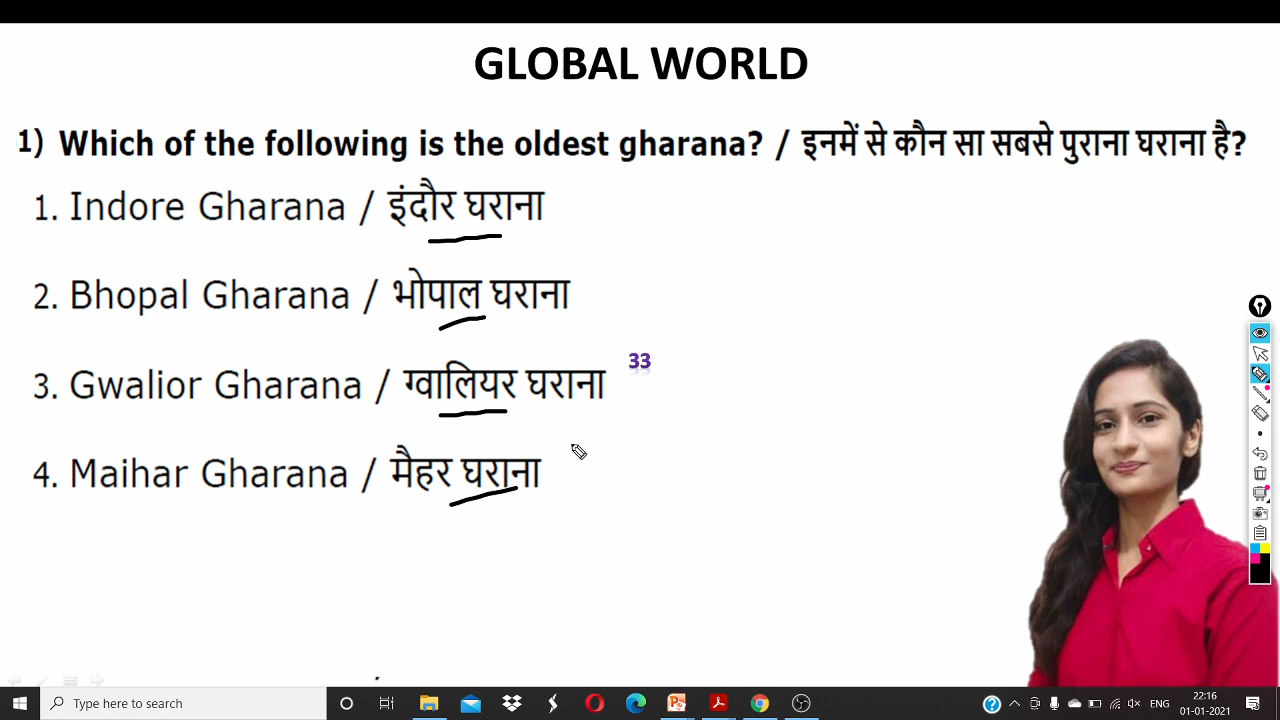 GLOBAL WORLD
1) Which of the following is the oldest gharana? / इनमें से कौन सा सबसे पुराना घराना है?
1. Indore Gharana / इंदौर घराना
2. Bhopal Gharana / भोपाल घराना
33
3. Gwalior Gharana / ग्वालियर घराना
4. Maihar Gharana / मैहर घराना
Type here to search
ENG
22:16
01-01-2021